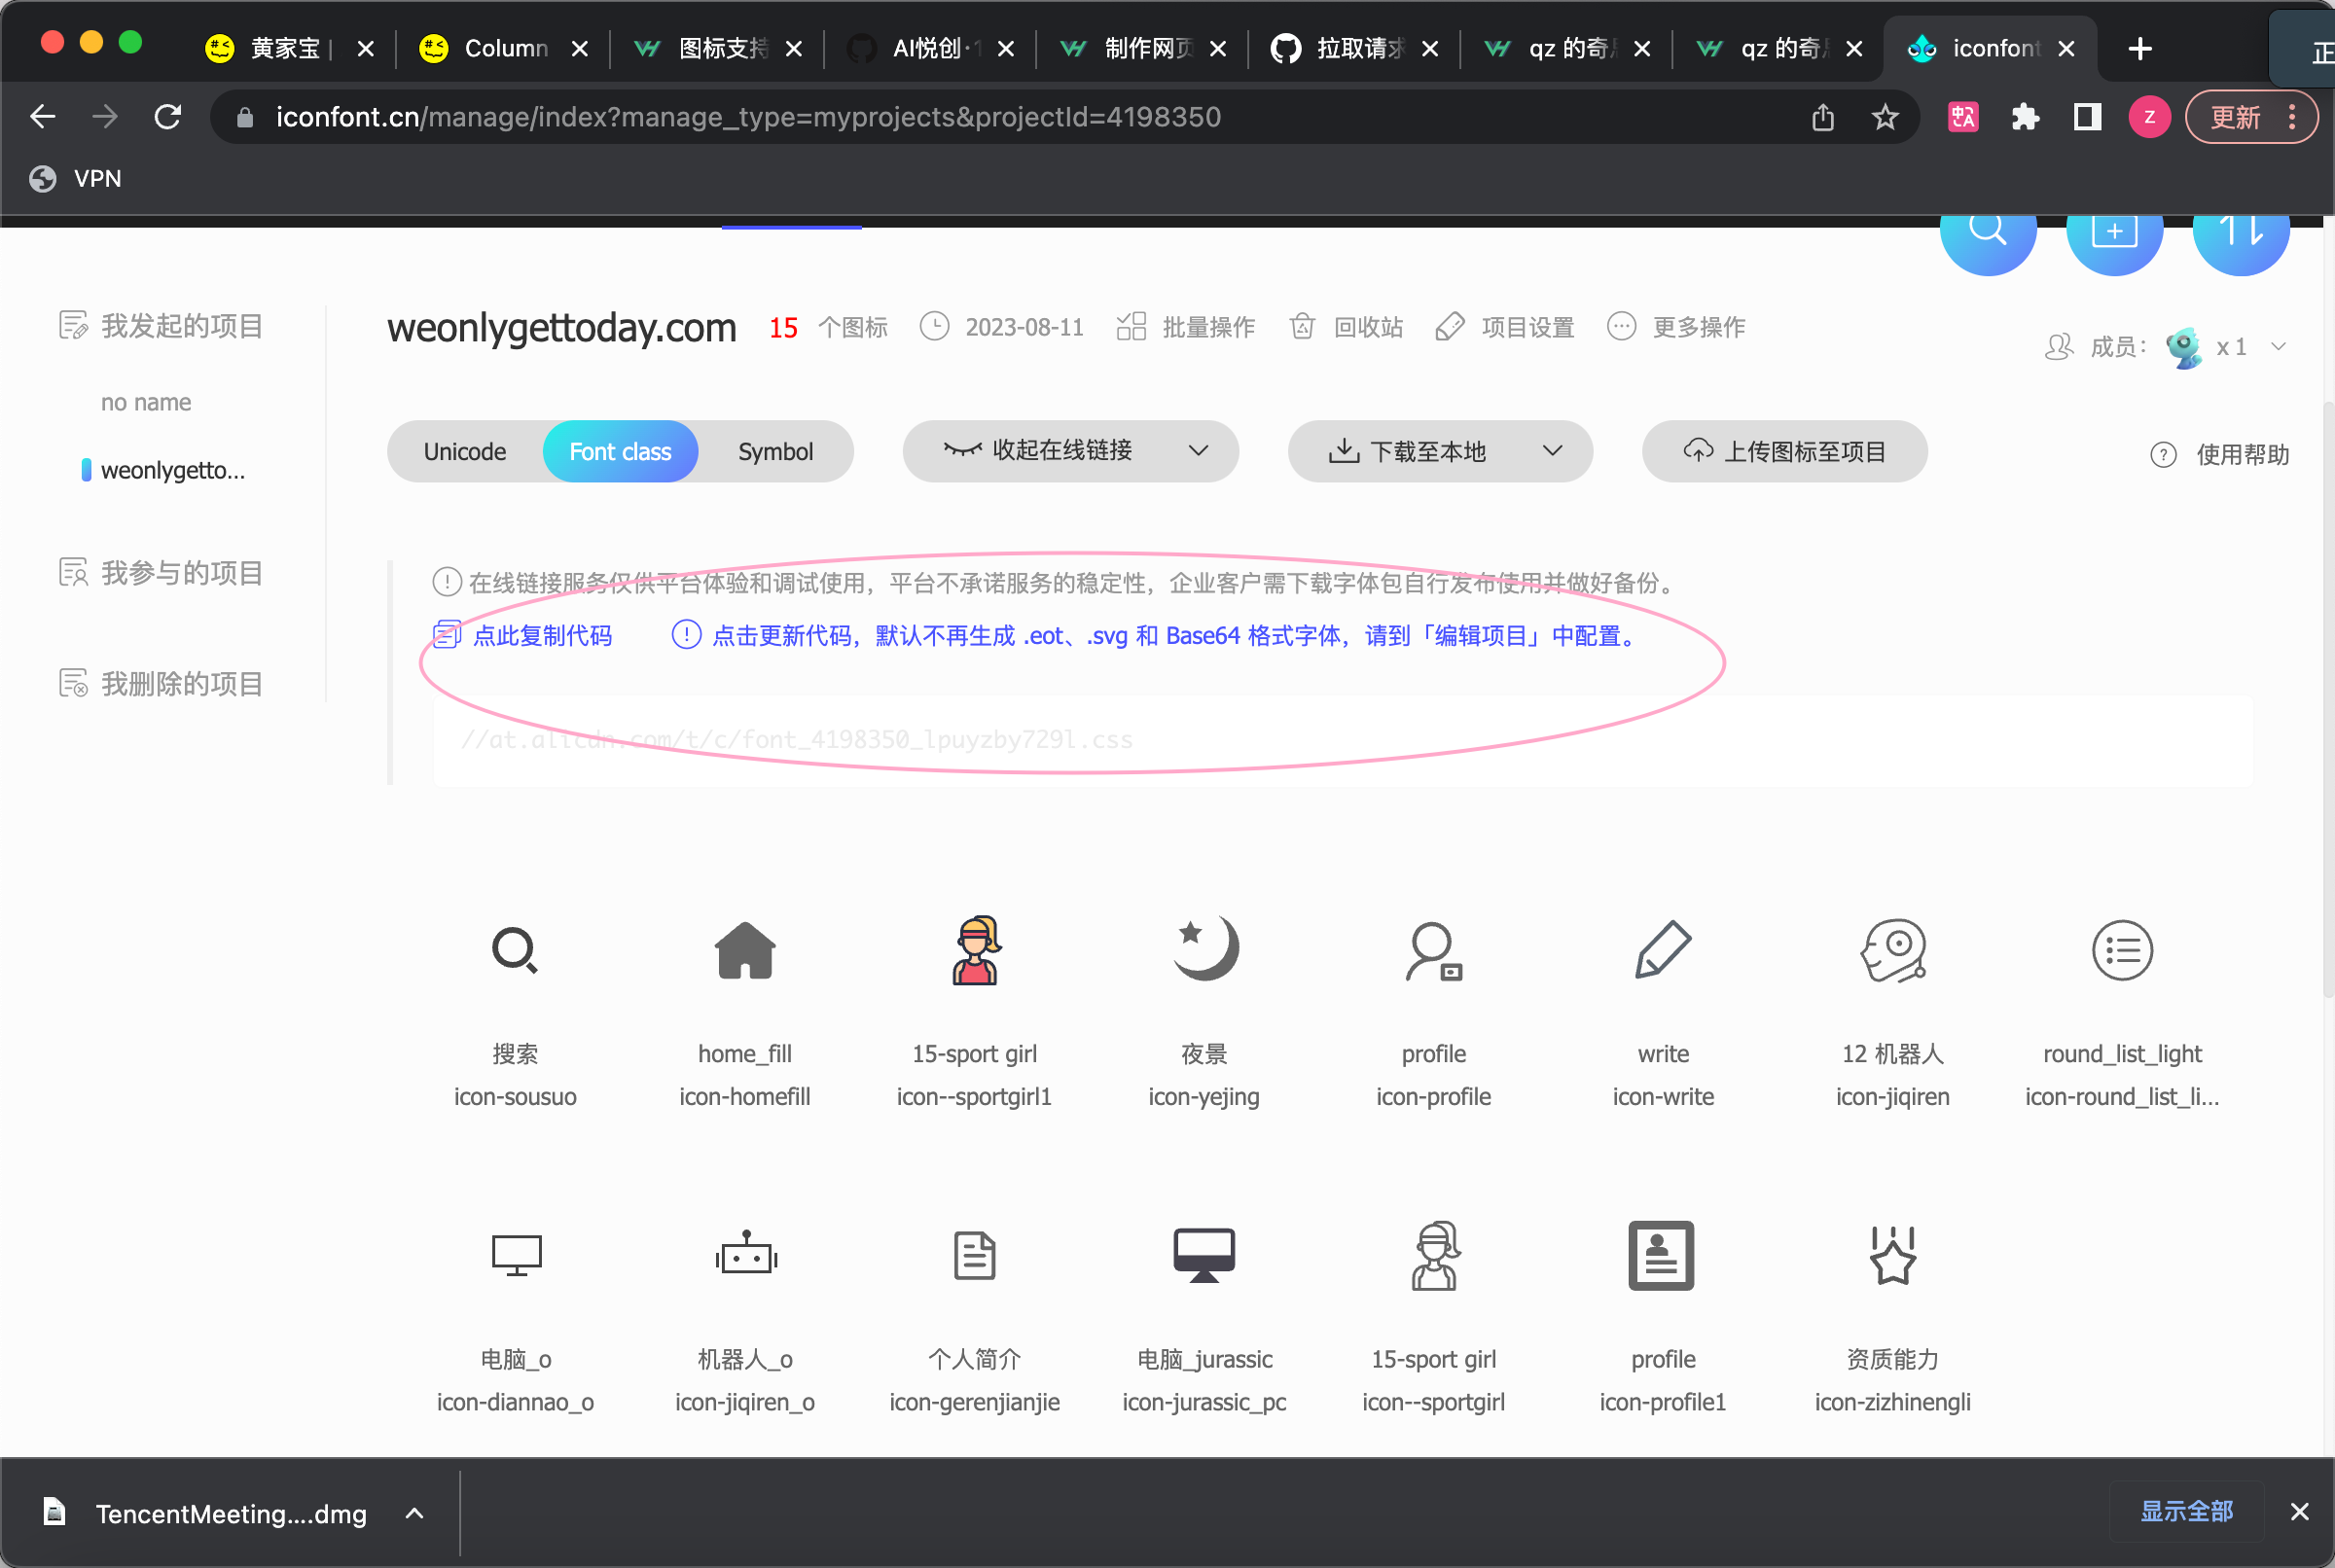 黄家宝 |
Column
图标支持
AI悦创·1
制作网页
拉取请求
qz 的奇思
qz 的奇思
iconfont
iconfont.cn/manage/index?manage_type=myprojects&projectId=4198350
Z
更新
VPN
我发起的项目
no name
weonlygetto...
我参与的项目
我删除的项目
weonlygettoday.com 15 个图标 2023-08-11 批量操作 回收站 项目设置 更多操作
成员： x 1
Unicode Font class Symbol 收起在线链接 下载至本地 上传图标至项目 使用帮助
在线链接服务仅供平台体验和调试使用，平台不承诺服务的稳定性，企业客户需下载字体包自行发布使用并做好备份。
点此复制代码 点击更新代码，默认不再生成 .eot、.svg 和 Base64 格式字体，请到「编辑项目」中配置。
//at.alicdn.com/t/c/font_4198350_lpuyzby729l.css
搜索 home_fill 15-sport girl 夜景 profile write 12 机器人 round_list_light
icon-sousuo icon-homefill icon--sportgirl1 icon-yejing icon-profile icon-write icon-jiqiren icon-round_list_li...
电脑_o 机器人_o 个人简介 电脑_jurassic 15-sport girl profile 资质能力
icon-diannao_o icon-jiqiren_o icon-gerenjianjie icon-jurassic_pc icon--sportgirl icon-profile1 icon-zizhinengli
TencentMeeting....dmg
显示全部